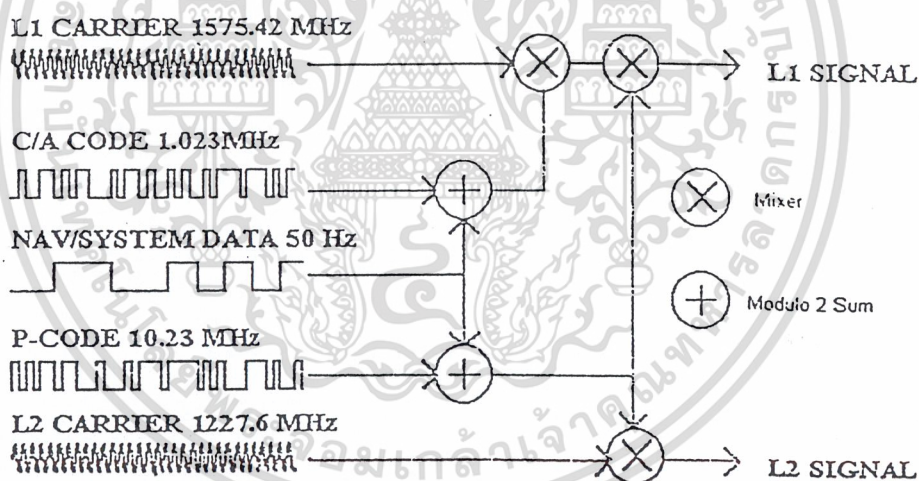 L1 CARRIER 1575.42 MHz
L1 SIGNAL
C/A CODE 1.023MHz
Mixer
NAV/SYSTEM DATA 50 Hz
Modulo 2 Sum
P-CODE 10.23 MHz
L2 CARRIER 1227.6 MHz
L2 SIGNAL